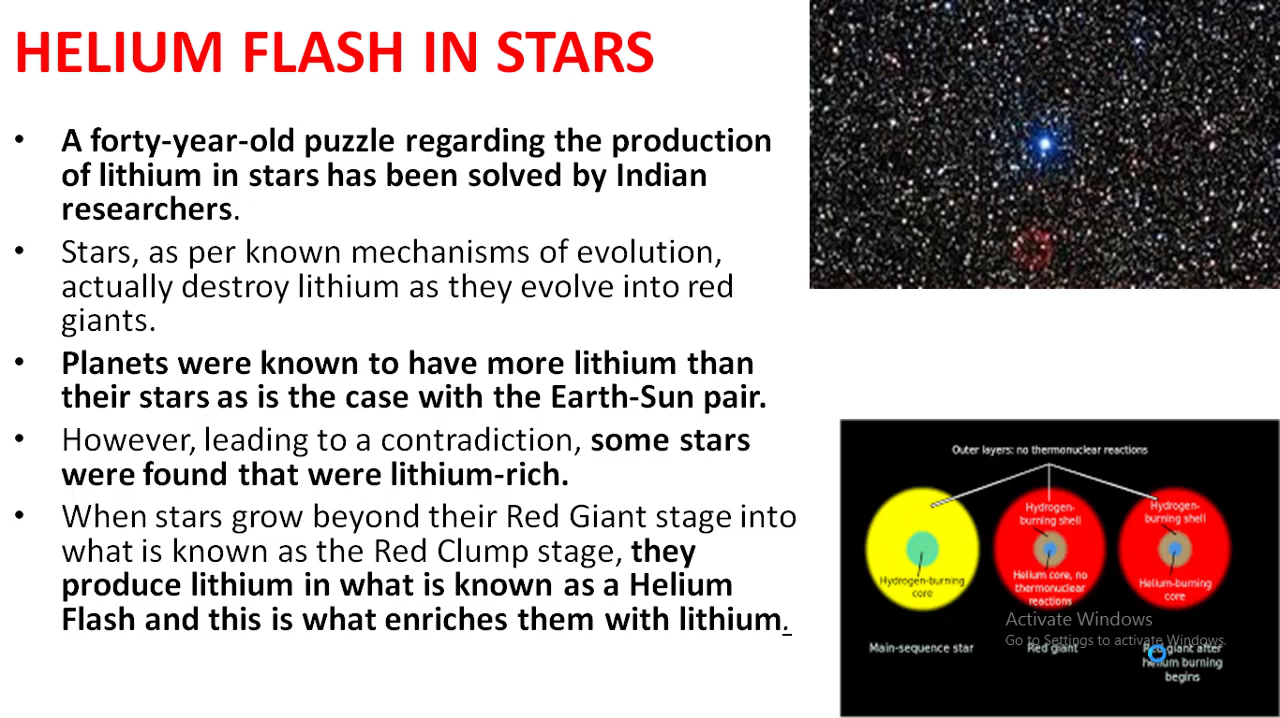 HELIUM FLASH IN STARS
• A forty-year-old puzzle regarding the production
of lithium in stars has been solved by Indian
researchers.
• Stars, as per known mechanisms of evolution,
actually destroy lithium as they evolve into red
giants.
• Planets were known to have more lithium than
their stars as is the case with the Earth-Sun pair.
• However, leading to a contradiction, some stars
were found that were lithium-rich.
• When stars grow beyond their Red Giant stage into
what is known as the Red Clump stage, they
produce lithium in what is known as a Helium
Flash and this is what enriches them with lithium.
Outer layers: no thermonuclear reactions
Hydrogen-burning
core
Main-sequence star
Hydrogen-
burning shell
Helium core, no
thermonuclear
reactions
Red giant
Hydrogen-
burning shell
Helium-burning
core
Red giant after
helium burning
begins
Activate Windows
Go to Settings to activate Windows.